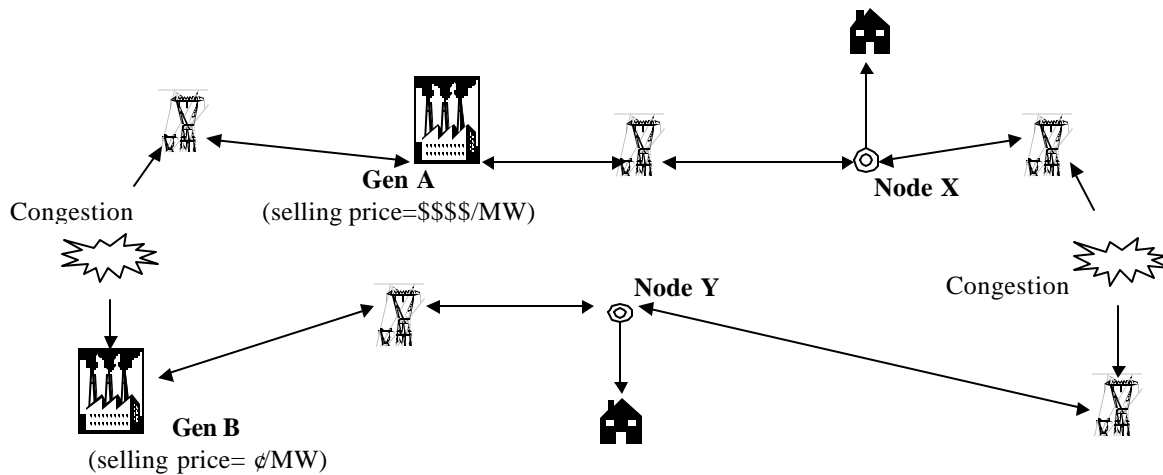 Gen A
Node X
(selling price=$$$$/MW)
Congestion
Node Y
Congestion
Gen B
(selling price= ¢/MW)